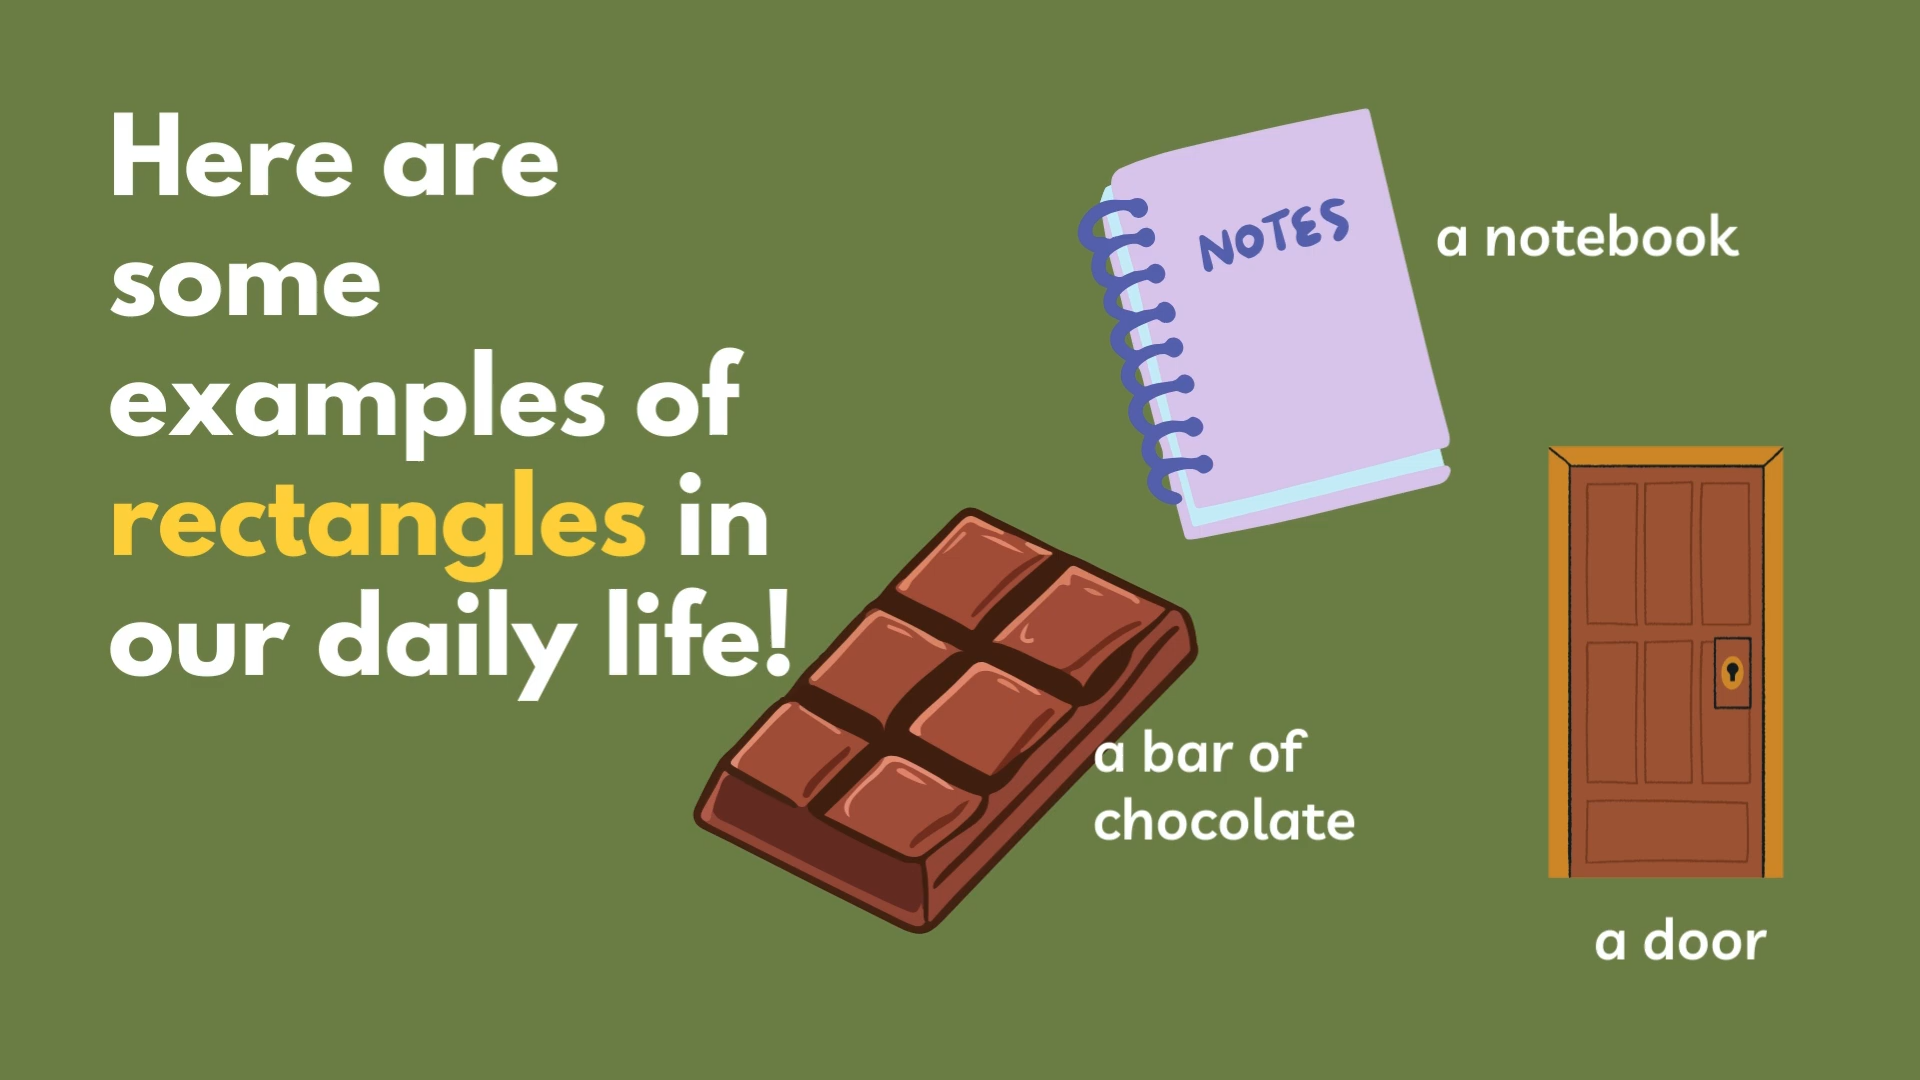 Here are
some
examples of
rectangles in
our daily life!
NOTES
a notebook
a bar of
chocolate
a door